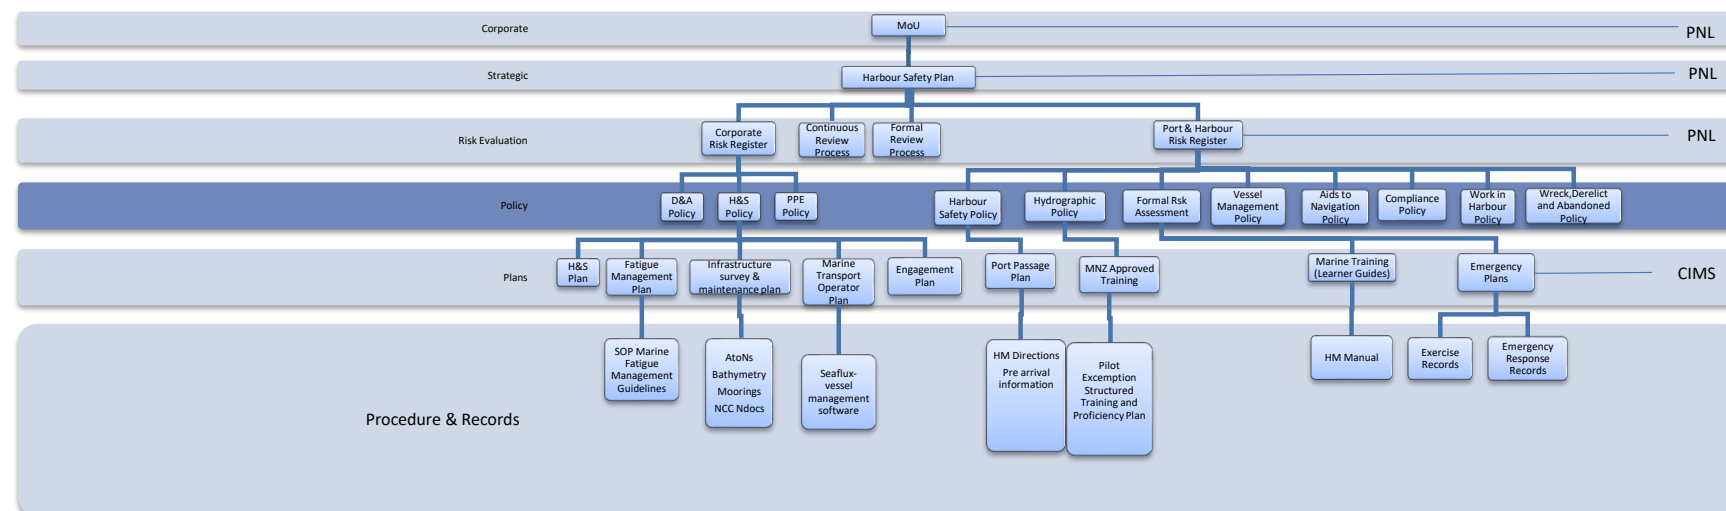 Corporate
MoU
PNL
Strategic
Harbour Safety Plan
PNL
Risk Evaluation
Corporate
Risk Register
Continuous
Review
Process
Formal
Review
Process
Port & Harbour
Risk Register
PNL
Policy
D&A
Policy
H&S
Policy
PPE
Policy
Harbour
Safety Policy
Hydrographic
Policy
Formal Rsk
Assessment
Vessel
Management
Policy
Aids to
Navigation
Policy
Compliance
Policy
Work in
Harbour
Policy
Wreck,Derelict
and Abandoned
Policy
Plans
H&S
Plan
Fatigue
Management
Plan
Infrastructure
survey &
maintenance plan
Marine
Transport
Operator
Plan
Engagement
Plan
Port Passage
Plan
MNZ Approved
Training
Marine Training
(Learner Guides)
Emergency
Plans
CIMS
Procedure & Records
SOP Marine
Fatigue
Management
Guidelines
AtoNs
Bathymetry
Moorings
NCC Ndocs
Seaflux-
vessel
management
software
HM Directions
Pre arrival
information
Pilot
Excemption
Structured
Training and
Proficiency Plan
HM Manual
Exercise
Records
Emergency
Response
Records